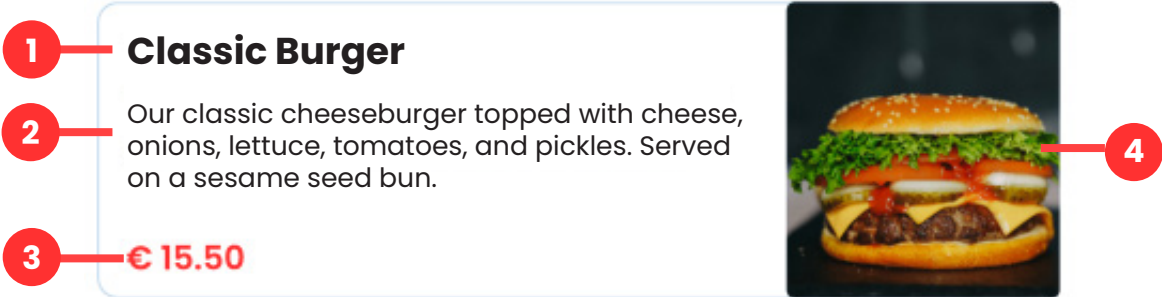 1
Classic Burger
2
Our classic cheeseburger topped with cheese,
onions, lettuce, tomatoes, and pickles. Served
on a sesame seed bun.
4
3
€ 15.50